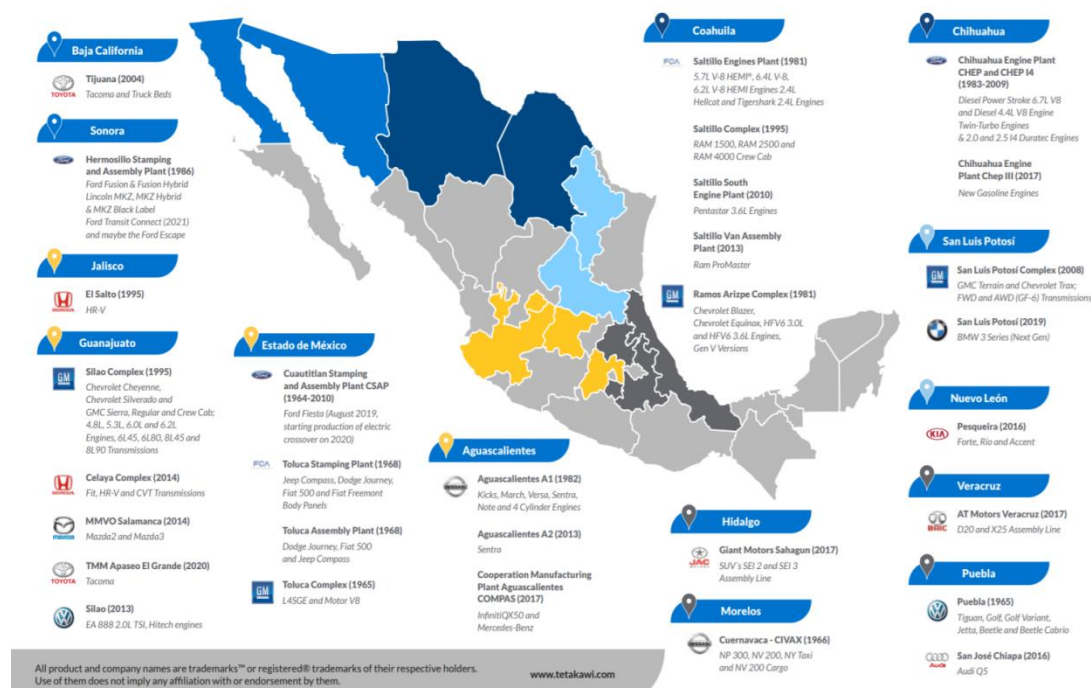 Baja California
TOYOTA
Tijuana (2004)
Tacoma and Truck Beds
Sonora
Ford
Hermosillo Stamping
and Assembly Plant (1986)
Ford Fusion & Fusion Hybrid
Lincoln MKZ, MKZ Hybrid
& MKZ Black Label
Ford Transit Connect (2021)
and maybe the Ford Escape
Jalisco
HONDA
El Salto (1995)
HR-V
Guanajuato
GM
Silao Complex (1995)
Chevrolet Cheyenne,
Chevrolet Silverado and
GMC Sierra, Regular and Crew Cab;
4.8L, 5.3L, 6.0L and 6.2L
Engines, 6L45, 6L80, 8L45 and
8L90 Transmissions
HONDA
Celaya Complex (2014)
Fit, HR-V and CVT Transmissions
mazda
MMVO Salamanca (2014)
Mazda2 and Mazda3
TOYOTA
TMM Apaseo El Grande (2020)
Tacoma
Silao (2013)
EA 888 2.0L TSI, Hitech engines
Estado de México
Ford
Cuautitlan Stamping
and Assembly Plant CSAP
(1964-2010)
Ford Fiesta (August 2019,
starting production of electric
crossover on 2020)
FCA
Toluca Stamping Plant (1968)
Jeep Compass, Dodge Journey,
Fiat 500 and Fiat Freemont
Body Panels
Toluca Assembly Plant (1968)
Dodge Journey, Fiat 500
and Jeep Compass
GM
Toluca Complex (1965)
L4SGE and Motor V8
Aguascalientes
NISSAN
Aguascalientes A1 (1982)
Kicks, March, Versa, Sentra,
Note and 4 Cylinder Engines
Aguascalientes A2 (2013)
Sentra
Cooperation Manufacturing
Plant Aguascalientes
COMPAS (2017)
InfinitiQX50 and
Mercedes-Benz
Coahuila
FCA
Saltillo Engines Plant (1981)
5.7L V-8 HEMI®, 6.4L V-8,
6.2L V-8 HEMI Engines 2.4L
Hellcat and Tigershark 2.4L Engines
Saltillo Complex (1995)
RAM 1500, RAM 2500 and
RAM 4000 Crew Cab
Saltillo South
Engine Plant (2010)
Pentastar 3.6L Engines
Saltillo Van Assembly
Plant (2013)
Ram ProMaster
GM
Ramos Arizpe Complex (1981)
Chevrolet Blazer,
Chevrolet Equinox, HFV6 3.0L
and HFV6 3.6L Engines,
Gen V Versions
Hidalgo
JAC
MOTORS
Giant Motors Sahagun (2017)
SUV´s SEI 2 and SEI 3
Assembly Line
Morelos
NISSAN
Cuernavaca - CIVAX (1966)
NP 300, NV 200, NY Taxi
and NV 200 Cargo
Chihuahua
Ford
Chihuahua Engine Plant
CHEP and CHEP I4
(1983-2009)
Diesel Power Stroke 6.7L V8
and Diesel 4.4L V8 Engine
Twin-Turbo Engines
& 2.0 and 2.5 I4 Duratec Engines
Chihuahua Engine
Plant Chep III (2017)
New Gasoline Engines
San Luis Potosí
GM
San Luis Potosí Complex (2008)
GMC Terrain and Chevrolet Trax;
FWD and AWD (GF-6) Transmissions
San Luis Potosí (2019)
BMW 3 Series (Next Gen)
Nuevo León
KIA
Pesqueira (2016)
Forte, Rio and Accent
Veracruz
BAIC
AT Motors Veracruz (2017)
D20 and X25 Assembly Line
Puebla
Puebla (1965)
Tiguan, Golf, Golf Variant,
Jetta, Beetle and Beetle Cabrio
Audi
San José Chiapa (2016)
Audi Q5
All product and company names are trademarks™ or registered® trademarks of their respective holders.
Use of them does not imply any affiliation with or endorsement by them.
www.tetakawi.com